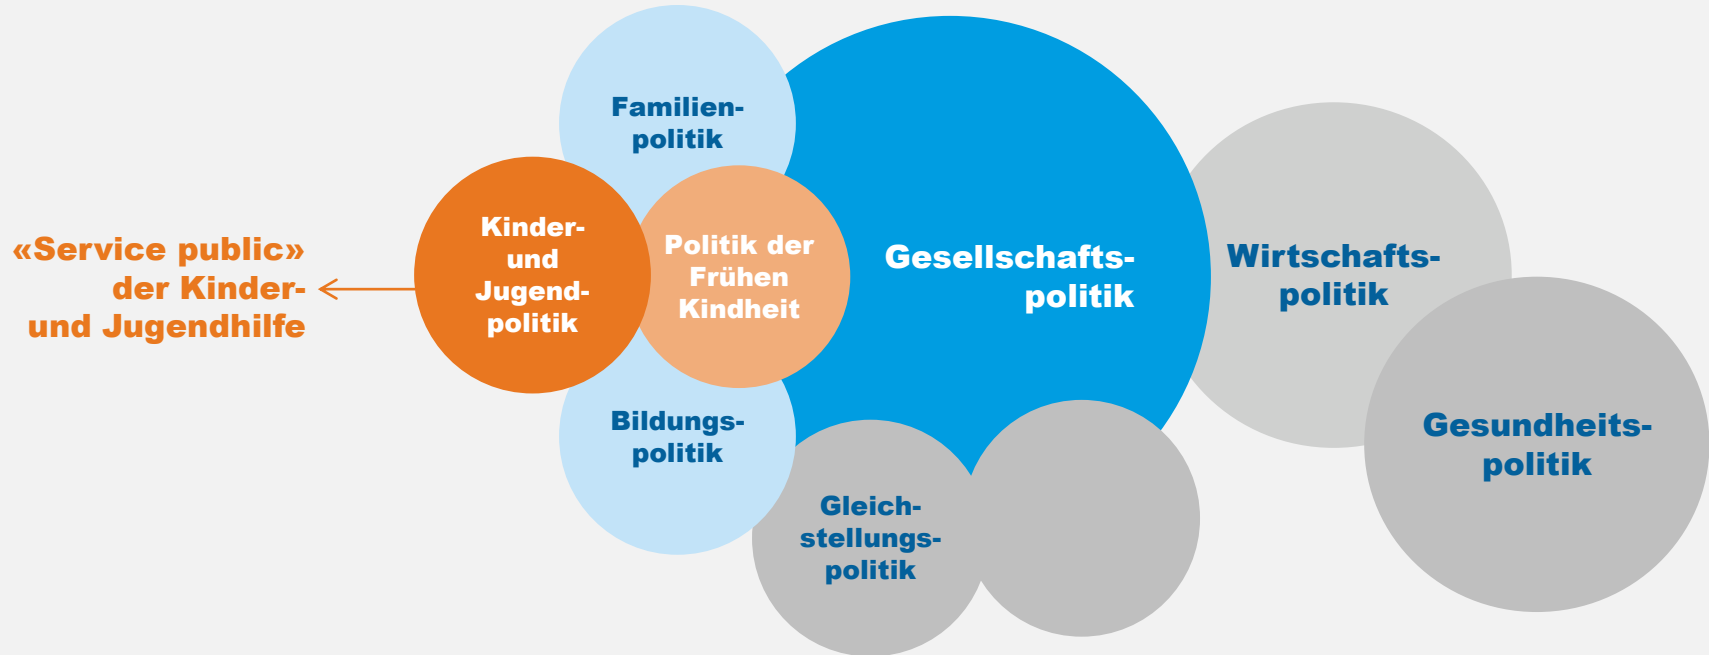 «Service public»
der Kinder-
und Jugendhilfe
Kinder-
und
Jugend-
politik
Familien-
politik
Politik der
Frühen
Kindheit
Bildungs-
politik
Gesellschafts-
politik
Gleich-
stellungs-
politik
Wirtschafts-
politik
Gesundheits-
politik